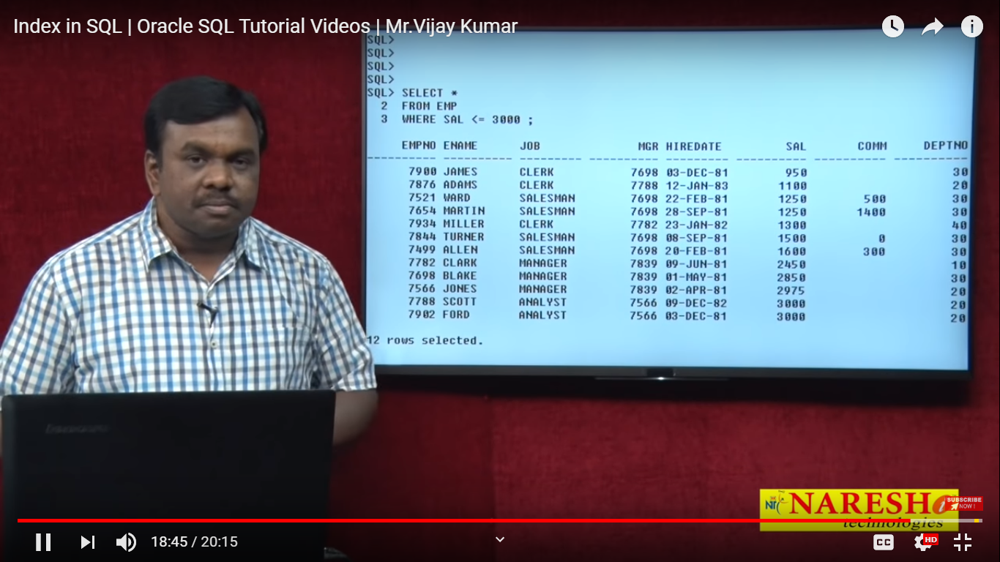 Index in SQL | Oracle SQL Tutorial Videos | Mr.Vijay Kumar
SQL>
SQL>
SQL>
SQL>
SQL> SELECT *
2 FROM EMP
3 WHERE SAL <= 3000 ;
EMPNO ENAME JOB MGR HIREDATE SAL COMM DEPTNO
---------- ---------- --------- ---------- --------- ---------- ---------- ----------
7900 JAMES CLERK 7698 03-DEC-81 950 30
7876 ADAMS CLERK 7788 12-JAN-83 1100 20
7521 WARD SALESMAN 7698 22-FEB-81 1250 500 30
7654 MARTIN SALESMAN 7698 28-SEP-81 1250 1400 30
7934 MILLER CLERK 7782 23-JAN-82 1300 40
7844 TURNER SALESMAN 7698 08-SEP-81 1500 0 30
7499 ALLEN SALESMAN 7698 20-FEB-81 1600 300 30
7782 CLARK MANAGER 7839 09-JUN-81 2450 10
7698 BLAKE MANAGER 7839 01-MAY-81 2850 30
7566 JONES MANAGER 7839 02-APR-81 2975 20
7788 SCOTT ANALYST 7566 09-DEC-82 3000 20
7902 FORD ANALYST 7566 03-DEC-81 3000 20
12 rows selected.
NARESH i
technologies
SUBSCRIBE
NOW!
18:45 / 20:15
CC
HD